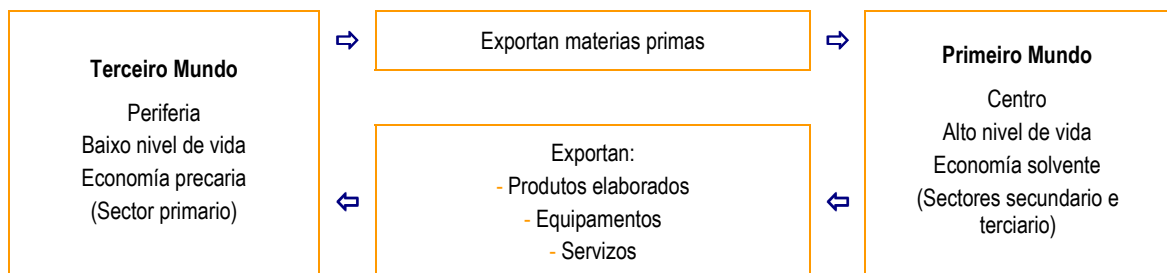 Terceiro Mundo
Periferia
Baixo nivel de vida
Economía precaria
(Sector primario)
Exportan materias primas
Exportan:
- Produtos elaborados
- Equipamentos
- Servizos
Primeiro Mundo
Centro
Alto nivel de vida
Economía solvente
(Sectores secundario e
terciario)